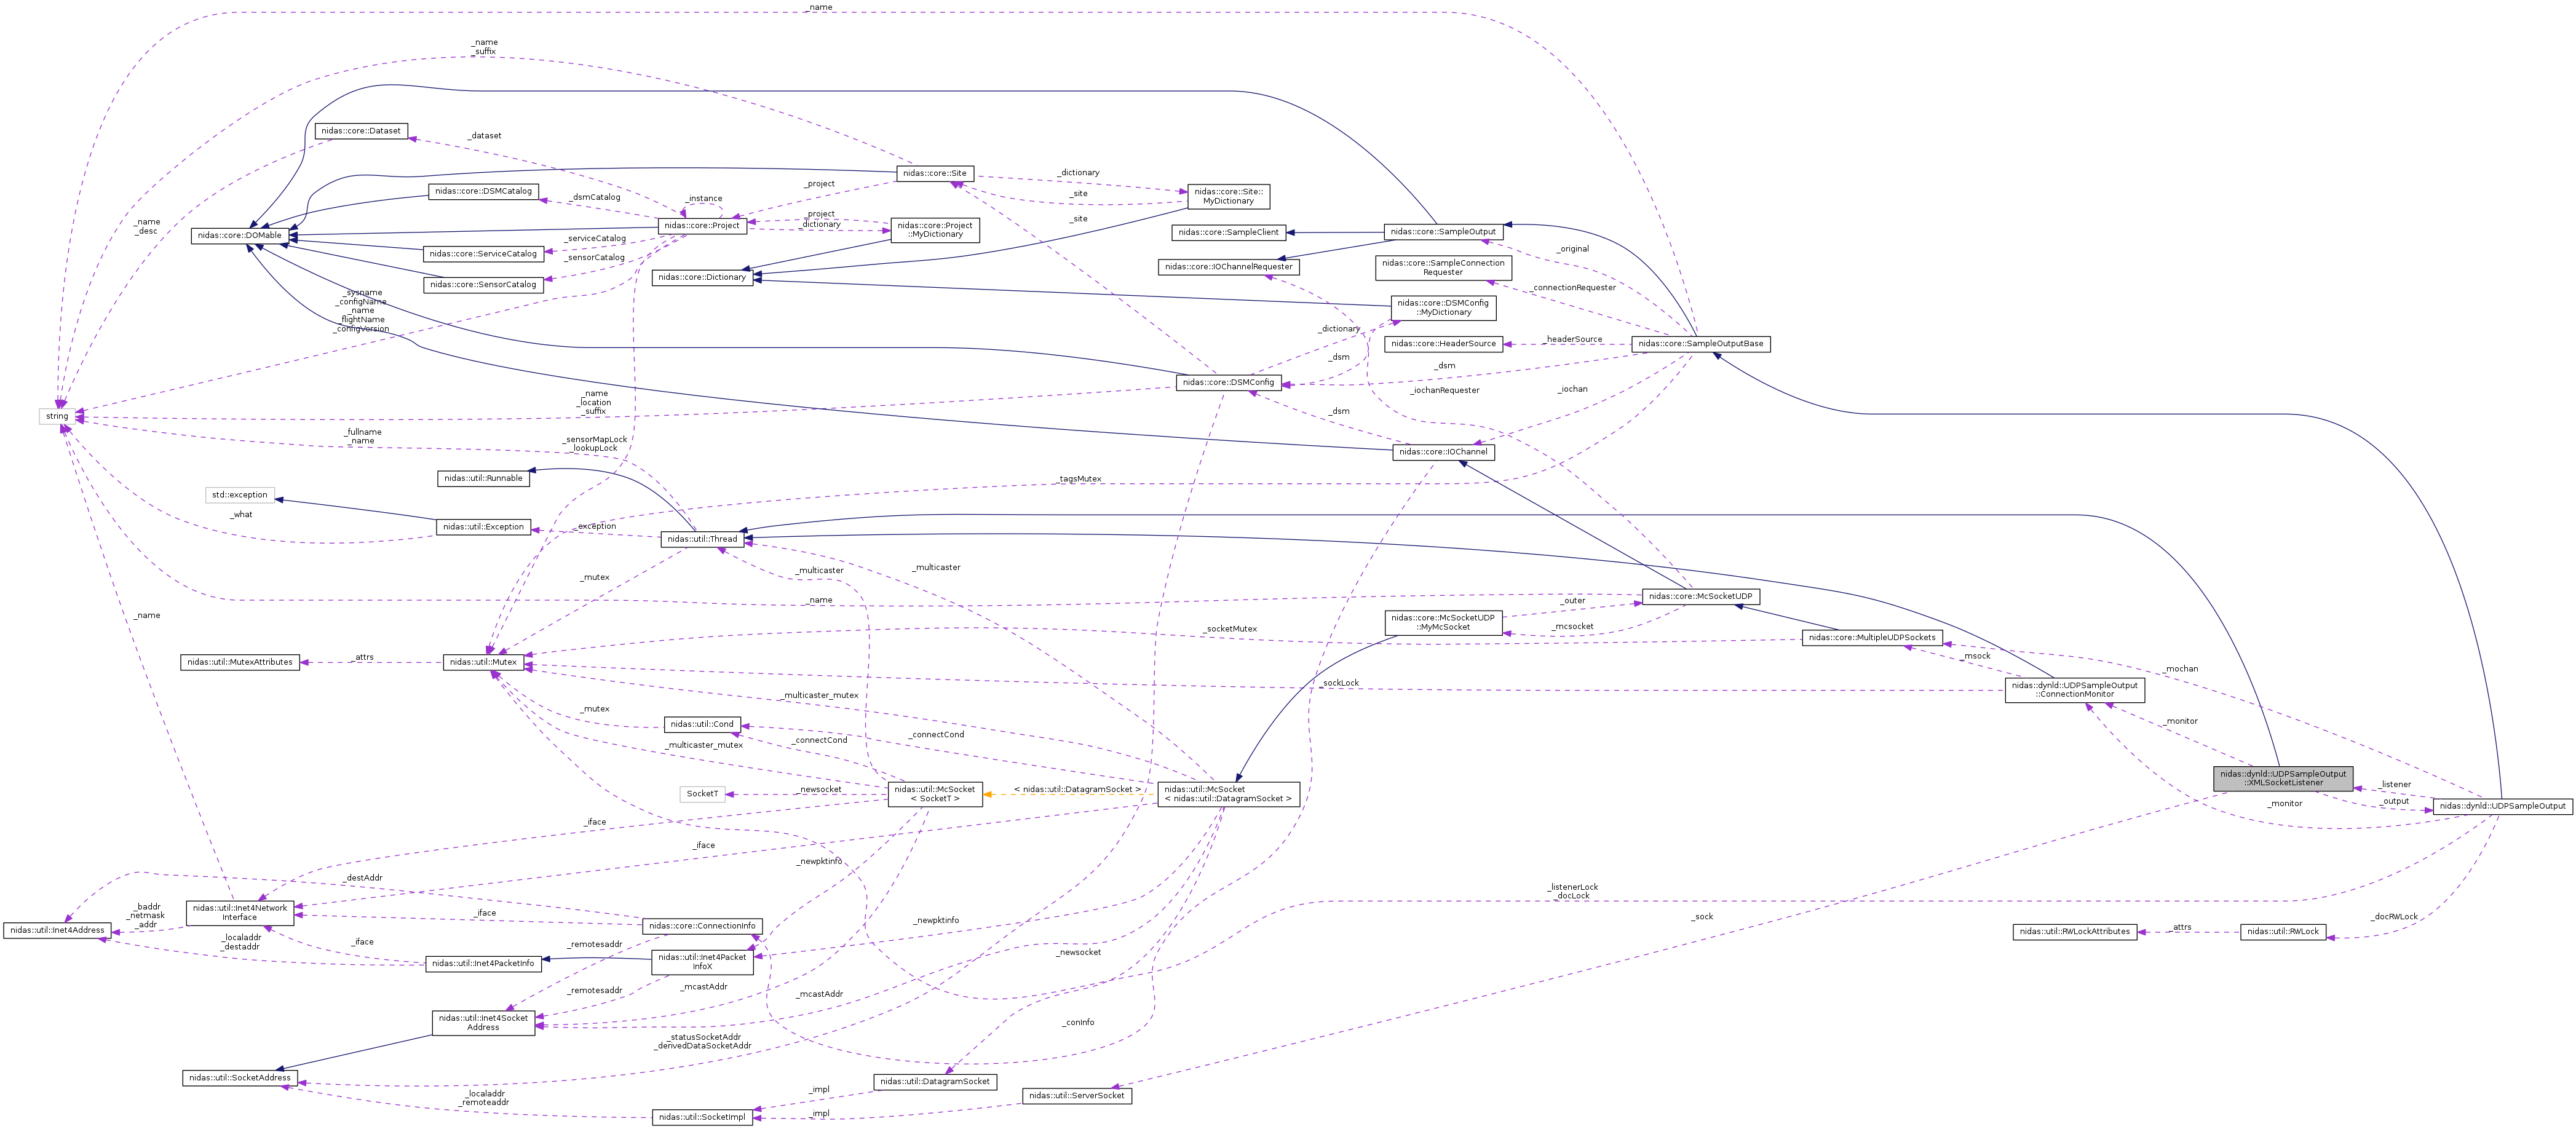 _name
_name
_suffix
nidas::core::Dataset
_dataset
nidas::core::Site
_dictionary
nidas::core::DSMCatalog
_dsmCatalog
_instance
_project
_site
nidas::core::Site::
MyDictionary
_name
_desc
nidas::core::DOMable
nidas::core::Project
_project
_dictionary
nidas::core::Project
::MyDictionary
_site
nidas::core::SampleClient
nidas::core::SampleOutput
_serviceCatalog
nidas::core::ServiceCatalog
_sensorCatalog
nidas::core::SensorCatalog
nidas::core::Dictionary
nidas::core::IOChannelRequester
nidas::core::SampleConnection
Requester
_original
_connectionRequester
_sysname
_configName
_name
_flightName
_configVersion
nidas::core::DSMConfig
::MyDictionary
_dictionary
nidas::core::HeaderSource
_headerSource
nidas::core::SampleOutputBase
_dsm
_dsm
nidas::core::DSMConfig
_iochanRequester
_iochan
string
_name
_location
_suffix
_dsm
_fullname
_name
_sensorMapLock
_lookupLock
nidas::core::IOChannel
nidas::util::Runnable
_tagsMutex
std::exception
_what
nidas::util::Exception
_exception
nidas::util::Thread
_mutex
_multicaster
_multicaster
_name
_name
nidas::core::McSocketUDP
_outer
nidas::core::McSocketUDP
::MyMcSocket
_mcsocket
_socketMutex
nidas::core::MultipleUDPSockets
nidas::util::MutexAttributes
_attrs
nidas::util::Mutex
_msock
_mochan
_sockLock
nidas::dynld::UDPSampleOutput
::ConnectionMonitor
_multicaster_mutex
_mutex
nidas::util::Cond
_monitor
_connectCond
_connectCond
_multicaster_mutex
nidas::dynld::UDPSampleOutput
::XMLSocketListener
_listener
_output
_monitor
nidas::dynld::UDPSampleOutput
SocketT
_newsocket
nidas::util::McSocket
< SocketT >
< nidas::util::DatagramSocket >
nidas::util::McSocket
< nidas::util::DatagramSocket >
_iface
_iface
_newpktinfo
_destAddr
_listenerLock
_docLock
_baddr
_netmask
_addr
nidas::util::Inet4Network
Interface
_iface
_newpktinfo
_sock
_docRWLock
nidas::util::Inet4Address
nidas::core::ConnectionInfo
nidas::util::RWLockAttributes
_attrs
nidas::util::RWLock
_localaddr
_destaddr
_iface
_remotesaddr
_newsocket
nidas::util::Inet4PacketInfo
nidas::util::Inet4Packet
InfoX
_remotesaddr
_mcastAddr
_mcastAddr
nidas::util::Inet4Socket
Address
_conInfo
_statusSocketAddr
_derivedDataSocketAddr
nidas::util::SocketAddress
nidas::util::DatagramSocket
_localaddr
_remoteaddr
_impl
nidas::util::ServerSocket
nidas::util::SocketImpl
_impl